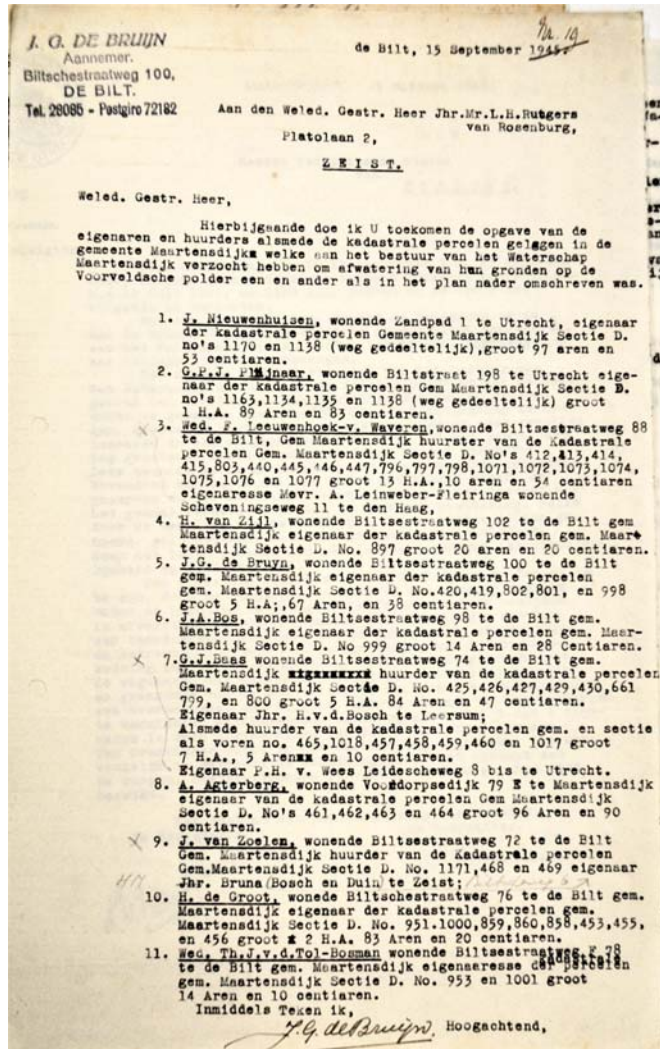 Nr. 19
J. G. DE BRUIJN
Aannemer.
Biltschestraatweg 100,
DE BILT.
Tel. 28085 - Postgiro 72182
de Bilt, 15 September 1945.
Aan den Weled. Gestr. Heer Jhr.Mr.L.H.Rutgers
van Rosenburg,
Platolaan 2,
Z E I S T.
Weled. Gestr. Heer,
Hierbijgaande doe ik U toekomen de opgave van de
eigenaren en huurders alsmede de kadastrale percelen gelggen in de
gemeente Maartensdijk welke aan het bestuur van het Waterschap
Maartensdijk verzocht hebben om afwatering van hun gronden op de
Voorveldsche polder een en ander als in het plan nader omschreven was.
1. J. Nieuwenhuisen, wonende Zandpad 1 te Utrecht, eigenaar
der kadastrale percelen Gemeente Maartensdijk Sectie D.
no's 1170 en 1138 (weg gedeeltelijk),groot 97 aren en
53 centiaren.
2. G.P.J. Pleijnaar, wonende Biltstraat 198 te Utrecht eige-
naar der kadastrale percelen Gem Maartensdijk Sectie D.
no's 1163,1134,1135 en 1138 (weg gedeeltelijk) groot
1 H.A. 89 Aren en 83 centiaren.
x 3. Wed. F. Leeuwenhoek-v. Waveren,wonende Biltsestraatweg 88
te de Bilt, Gem Maartensdijk huurster van de Kadastrale
percelen Gem. Maartensdijk Sectie D. No's 412,413,414,
415,803,440,445,446,447,796,797,798,1071,1072,1073,1074,
1075,1076 en 1077 groot 13 H.A.,10 aren en 54 centiaren
eigenaresse Mevr. A. Leinweber-Fleiringa wonende
Scheveningseweg 11 te den Haag,
4. H. van Zijl, wonende Biltsestraatweg 102 te de Bilt gem
Maartensdijk eigenaar der kadastrale percelen gem. Maar
tensdijk Sectie D. No. 897 groot 20 aren en 20 centiaren.
5. J.G. de Bruyn, wonende Biltsestraatweg 100 te de Bilt
gem. Maartensdijk eigenaar der kadastrale percelen
gem. Maartensdijk Sectie D. No.420,419,802,801, en 998
groot 5 H.A;,67 Aren, en 38 centiaren.
6. J.A.Bos, wonende Biltsestraatweg 98 te de Bilt gem.
Maartensdijk eigenaar der kadastrale percelen gem. Maar-
tensdijk Sectie D. No 999 groot 14 Aren en 28 Centiaren.
x 7.G.J.Baas wonende Biltsestraatweg 74 te de Bilt gem.
Maartensdijk huurder van de kadastrale percelen
Gem. Maartensdijk Sectie D. No. 425,426,427,429,430,661
799, en 800 groot 5 H.A. 84 Aren en 47 centiaren.
Eigenaar Jhr. H.v.d.Bosch te Leersum;
Alsmede huurder van de kadastrale percelen gem. en sectie
als voren no. 465,1018,457,458,459,460 en 1017 groot
7 H.A., 5 Aren en 10 centiaren.
Eigenaar P.H. v. Wees Leidescheweg 8 bis te Utrecht.
8. A. Agterberg, wonende Voordorpsedijk 79 E te Maartensdijk
eigenaar van de kadastrale percelen Gem Maartensdijk
Sectie D. No's 461,462,463 en 464 groot 96 Aren en 90
centiaren.
x 9. J. van Zoelen, wonende Biltsestraatweg 72 te de Bilt
Gem. Maartensdijk huurder van de Kadastrale percelen
Gem.Maartensdijk Sectie D. No. 1171,468 en 469 eigenaar
Jhr. Bruna(Bosch en Duin)te Zeist;
10. H. de Groot, wonede Biltschestraatweg 76 te de Bilt gem.
Maartensdijk eigenaar der kadastrale percelen gem.
Maartensdijk Sectie D. No. 951.1000,859,860,858,453,455,
en 456 groot 2 H.A. 83 Aren en 20 centiaren.
11. Wed. Th.J.v.d.Tol-Bosman wonende Biltsestraatweg F 78
te de Bilt gem. Maartensdijk eigenaaresse der kadastrale percelen
gem. Maartensdijk Sectie D. No. 953 en 1001 groot
14 Aren en 10 centiaren.
Inmiddels Teken ik,
J.G. de Bruijn. Hoogachtend,